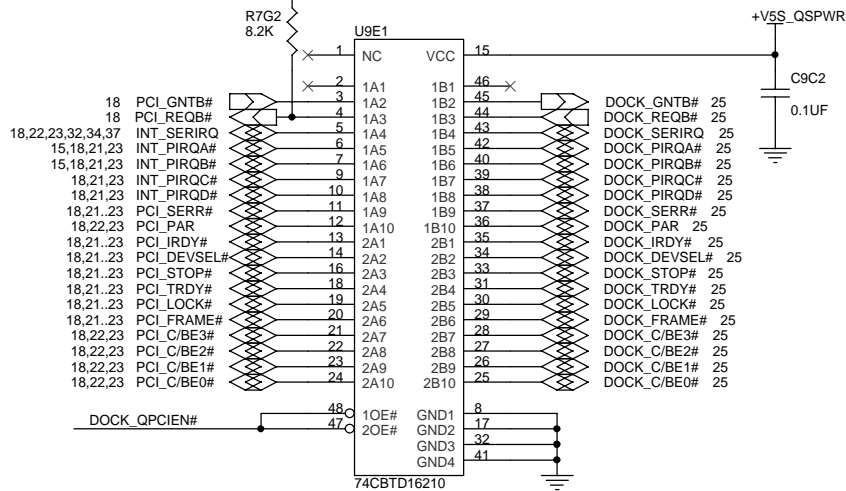 R7G2
8.2K
U9E1
+V5S_QSPWR
1 NC VCC 15
C9C2
0.1UF
2 1A1 1B1 46
18 PCI_GNTB# 3 1A2 1B2 45 DOCK_GNTB# 25
18 PCI_REQB# 4 1A3 1B3 44 DOCK_REQB# 25
18,22,23,32,34,37 INT_SERIRQ 5 1A4 1B4 43 DOCK_SERIRQ 25
15,18,21,23 INT_PIRQA# 6 1A5 1B5 42 DOCK_PIRQA# 25
15,18,21,23 INT_PIRQB# 7 1A6 1B6 40 DOCK_PIRQB# 25
18,21,23 INT_PIRQC# 9 1A7 1B7 39 DOCK_PIRQC# 25
18,21,23 INT_PIRQD# 10 1A8 1B8 38 DOCK_PIRQD# 25
18,21..23 PCI_SERR# 11 1A9 1B9 37 DOCK_SERR# 25
18,22,23 PCI_PAR 12 1A10 1B10 36 DOCK_PAR 25
18,21..23 PCI_IRDY# 13 2A1 2B1 35 DOCK_IRDY# 25
18,21..23 PCI_DEVSEL# 14 2A2 2B2 34 DOCK_DEVSEL# 25
18,21..23 PCI_STOP# 16 2A3 2B3 33 DOCK_STOP# 25
18,21..23 PCI_TRDY# 18 2A4 2B4 31 DOCK_TRDY# 25
18,21..23 PCI_LOCK# 19 2A5 2B5 30 DOCK_LOCK# 25
18,21..23 PCI_FRAME# 20 2A6 2B6 29 DOCK_FRAME# 25
18,22,23 PCI_C/BE3# 21 2A7 2B7 28 DOCK_C/BE3# 25
18,22,23 PCI_C/BE2# 22 2A8 2B8 27 DOCK_C/BE2# 25
18,22,23 PCI_C/BE1# 23 2A9 2B9 26 DOCK_C/BE1# 25
18,22,23 PCI_C/BE0# 24 2A10 2B10 25 DOCK_C/BE0# 25
48 1OE# GND1 8
DOCK_QPCIEN# 47 2OE# GND2 17
GND3 32
GND4 41
74CBTD16210